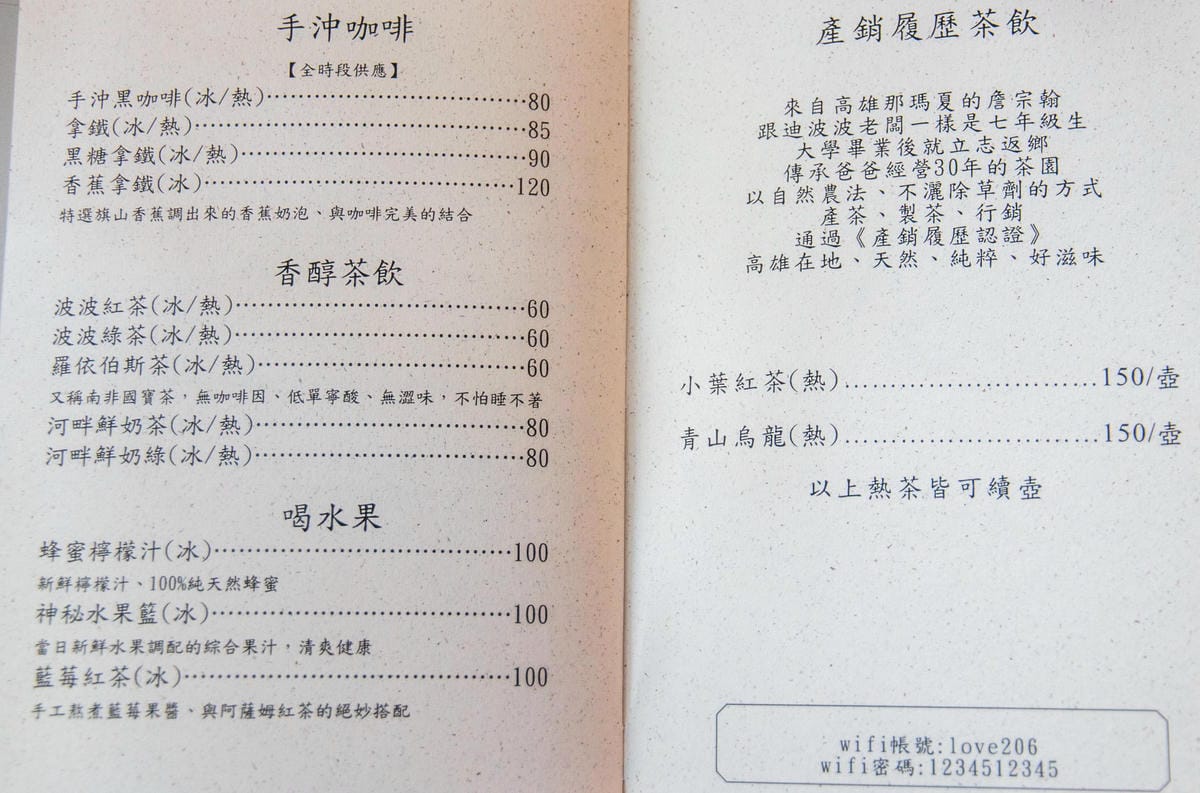 手沖咖啡
【全時段供應】
手沖黑咖啡(冰/熱)⋯⋯⋯⋯⋯⋯⋯⋯⋯80
拿鐵(冰/熱)⋯⋯⋯⋯⋯⋯⋯⋯⋯⋯⋯85
黑糖拿鐵(冰/熱)⋯⋯⋯⋯⋯⋯⋯⋯⋯90
香蕉拿鐵(冰)⋯⋯⋯⋯⋯⋯⋯⋯⋯⋯120
特選旗山香蕉調出來的香蕉奶泡、與咖啡完美的結合
香醇茶飲
波波紅茶(冰/熱)⋯⋯⋯⋯⋯⋯⋯⋯⋯60
波波綠茶(冰/熱)⋯⋯⋯⋯⋯⋯⋯⋯⋯60
羅依伯斯茶(冰/熱)⋯⋯⋯⋯⋯⋯⋯⋯60
又稱南非國寶茶，無咖啡因、低單寧酸、無澀味，不怕睡不著
河畔鮮奶茶(冰/熱)⋯⋯⋯⋯⋯⋯⋯⋯80
河畔鮮奶綠(冰/熱)⋯⋯⋯⋯⋯⋯⋯⋯80
喝水果
蜂蜜檸檬汁(冰)⋯⋯⋯⋯⋯⋯⋯⋯⋯100
新鮮檸檬汁、100%純天然蜂蜜
神秘水果籃(冰)⋯⋯⋯⋯⋯⋯⋯⋯⋯100
當日新鮮水果調配的綜合果汁，清爽健康
藍莓紅茶(冰)⋯⋯⋯⋯⋯⋯⋯⋯⋯⋯100
手工熬煮藍莓果醬、與阿薩姆紅茶的絕妙搭配
產銷履歷茶飲
來自高雄那瑪夏的詹宗翰
跟迪波波老闆一樣是七年級生
大學畢業後就立志返鄉
傳承爸爸經營30年的茶園
以自然農法、不灑除草劑的方式
產茶、製茶、行銷
通過《產銷履歷認證》
高雄在地、天然、純粹、好滋味
小葉紅茶(熱)...........................150/壺
青山烏龍(熱)...........................150/壺
以上熱茶皆可續壺
wifi帳號:love206
wifi密碼:1234512345